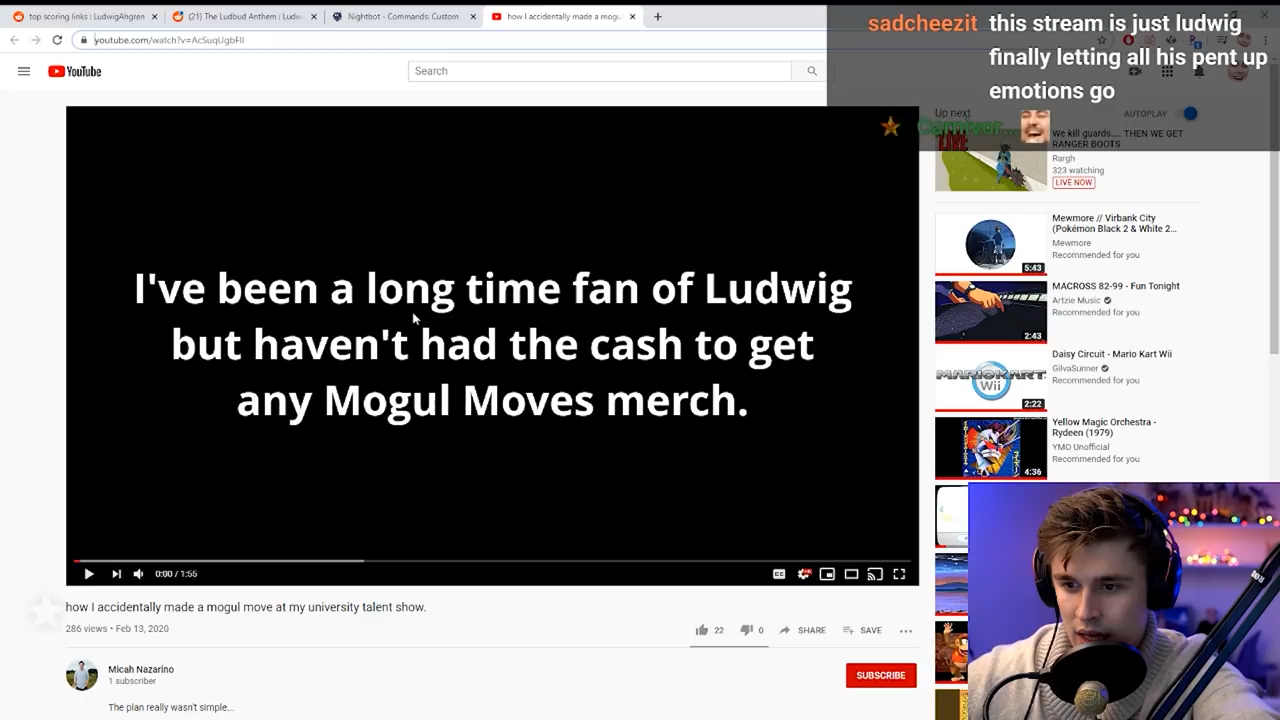 top scoring links : LudwigAhgren
(21) The Ludbud Anthem : Ludw
Nightbot - Commands: Custom
how I accidentally made a mogu
youtube.com/watch?v=AcSuqUgbFII
YouTube
Search
sadcheezit this stream is just ludwig
finally letting all his pent up
emotions go
Carniver...
I've been a long time fan of Ludwig
but haven't had the cash to get
any Mogul Moves merch.
0:00 / 1:55
how I accidentally made a mogul move at my university talent show.
286 views • Feb 13, 2020
22
0
SHARE
SAVE
Micah Nazarino
1 subscriber
SUBSCRIBE
The plan really wasn't simple...
Up next
AUTOPLAY
LIVE
We kill guards.... THEN WE GET
RANGER BOOTS
Rargh
323 watching
LIVE NOW
Mewmore // Virbank City
(Pokémon Black 2 & White 2...
Mewmore
Recommended for you
5:43
MACROSS 82-99 - Fun Tonight
Artzie Music
Recommended for you
2:43
Daisy Circuit - Mario Kart Wii
GilvaSunner
Recommended for you
MARIOKART
Wii
2:22
Yellow Magic Orchestra -
Rydeen (1979)
YMO Unofficial
Recommended for you
4:36